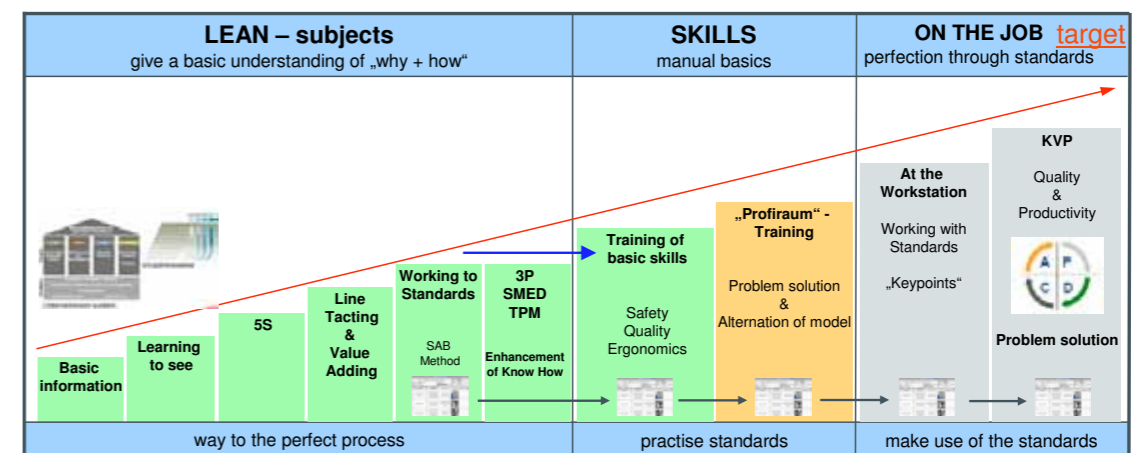 LEAN – subjects
give a basic understanding of „why + how“
SKILLS
manual basics
ON THE JOB target
perfection through standards
Basic
information
Learning
to see
5S
Line
Tacting
&
Value
Adding
Working to
Standards
SAB
Method
3P
SMED
TPM
Enhancement
of Know How
Training of
basic skills
Safety
Quality
Ergonomics
„Profiraum“ -
Training
Problem solution
&
Alternation of model
At the
Workstation
Working with
Standards
„Keypoints“
KVP
Quality
&
Productivity
A P
C D
Problem solution
way to the perfect process
practise standards
make use of the standards